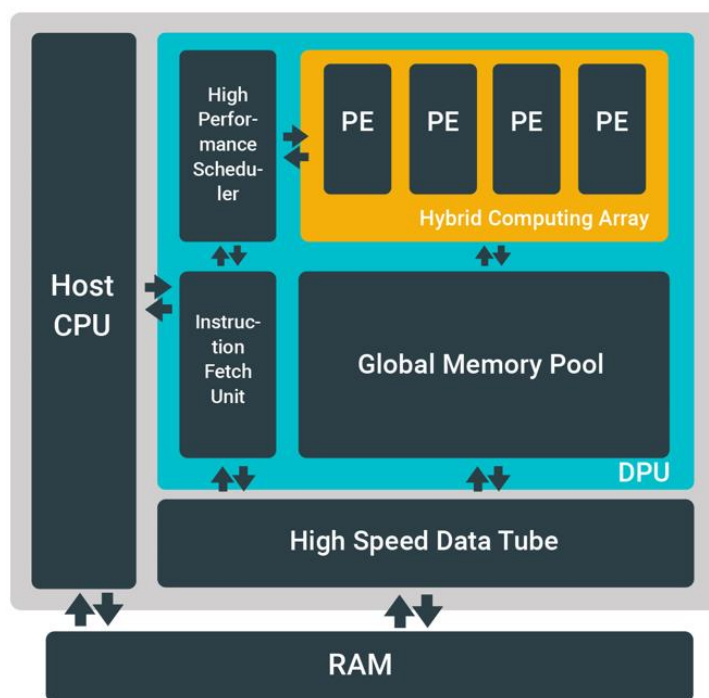 Host
CPU
High
Perfor-
mance
Schedu-
ler
PE
PE
PE
PE
Hybrid Computing Array
Instruc-
tion
Fetch
Unit
Global Memory Pool
DPU
High Speed Data Tube
RAM